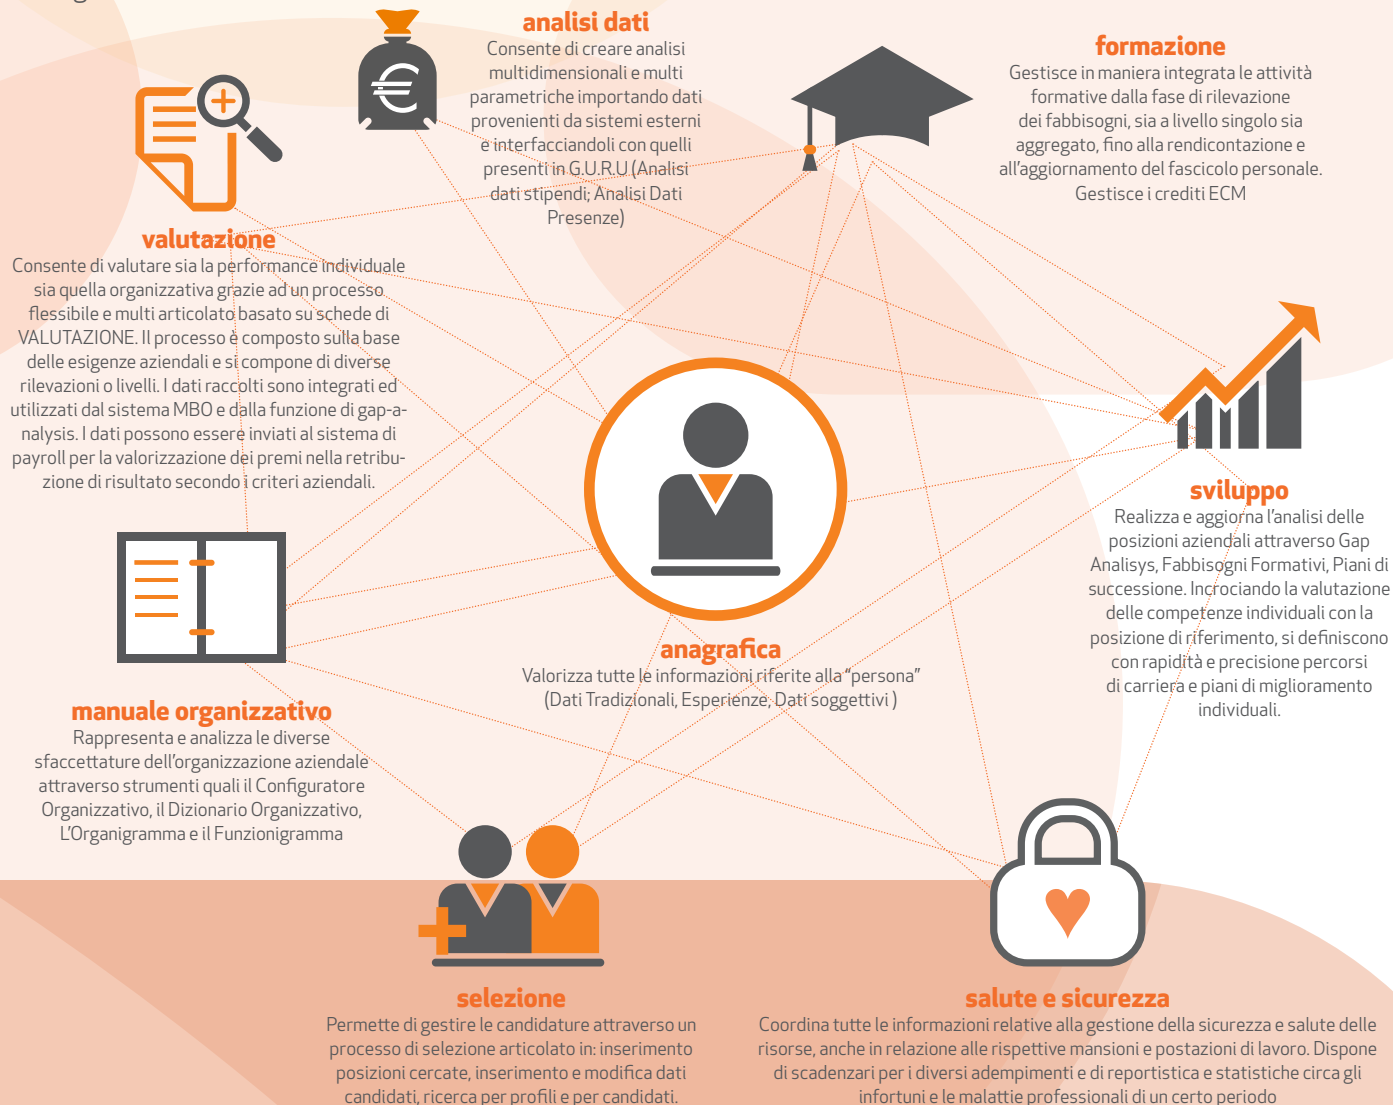 analisi dati
Consente di creare analisi
multidimensionali e multi
parametriche importando dati
provenienti da sistemi esterni
e interfacciandoli con quelli
presenti in G.U.R.U (Analisi
dati stipendi; Analisi Dati
Presenze)
formazione
Gestisce in maniera integrata le attività
formative dalla fase di rilevazione
dei fabbisogni, sia a livello singolo sia
aggregato, fino alla rendicontazione e
all'aggiornamento del fascicolo personale.
Gestisce i crediti ECM
valutazione
Consente di valutare sia la performance individuale
sia quella organizzativa grazie ad un processo
flessibile e multi articolato basato su schede di
VALUTAZIONE. Il processo è composto sulla base
delle esigenze aziendali e si compone di diverse
rilevazioni o livelli. I dati raccolti sono integrati ed
utilizzati dal sistema MBO e dalla funzione di gap-a-
nalysis. I dati possono essere inviati al sistema di
payroll per la valorizzazione dei premi nella retribu-
zione di risultato secondo i criteri aziendali.
sviluppo
Realizza e aggiorna l'analisi delle
posizioni aziendali attraverso Gap
Analisys, Fabbisogni Formativi, Piani di
successione. Incrociando la valutazione
delle competenze individuali con la
posizione di riferimento, si definiscono
con rapidità e precisione percorsi
di carriera e piani di miglioramento
individuali.
anagrafica
Valorizza tutte le informazioni riferite alla "persona"
(Dati Tradizionali, Esperienze, Dati soggettivi )
manuale organizzativo
Rappresenta e analizza le diverse
sfaccettature dell'organizzazione aziendale
attraverso strumenti quali il Configuratore
Organizzativo, il Dizionario Organizzativo,
L'Organigramma e il Funzionigramma
selezione
Permette di gestire le candidature attraverso un
processo di selezione articolato in: inserimento
posizioni cercate, inserimento e modifica dati
candidati, ricerca per profili e per candidati.
salute e sicurezza
Coordina tutte le informazioni relative alla gestione della sicurezza e salute delle
risorse, anche in relazione alle rispettive mansioni e postazioni di lavoro. Dispone
di scadenzari per i diversi adempimenti e di reportistica e statistiche circa gli
infortuni e le malattie professionali di un certo periodo